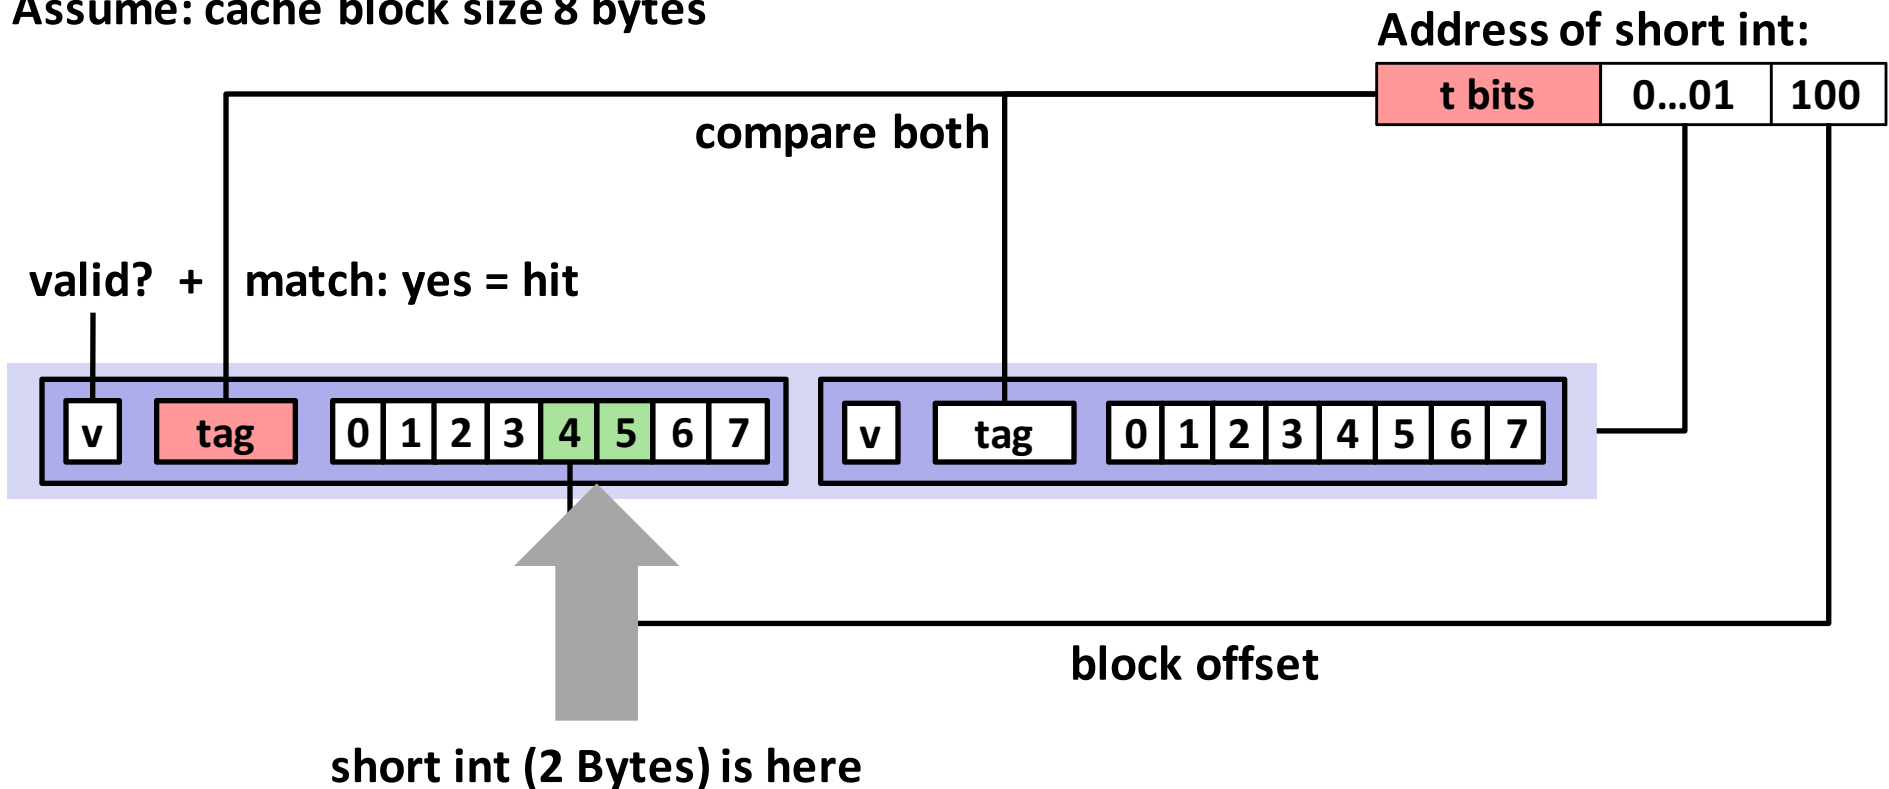 Assume: cache block size 8 bytes
Address of short int:
t bits 0...01 100
compare both
valid? + match: yes = hit
v tag 0 1 2 3 4 5 6 7 v tag 0 1 2 3 4 5 6 7
block offset
short int (2 Bytes) is here